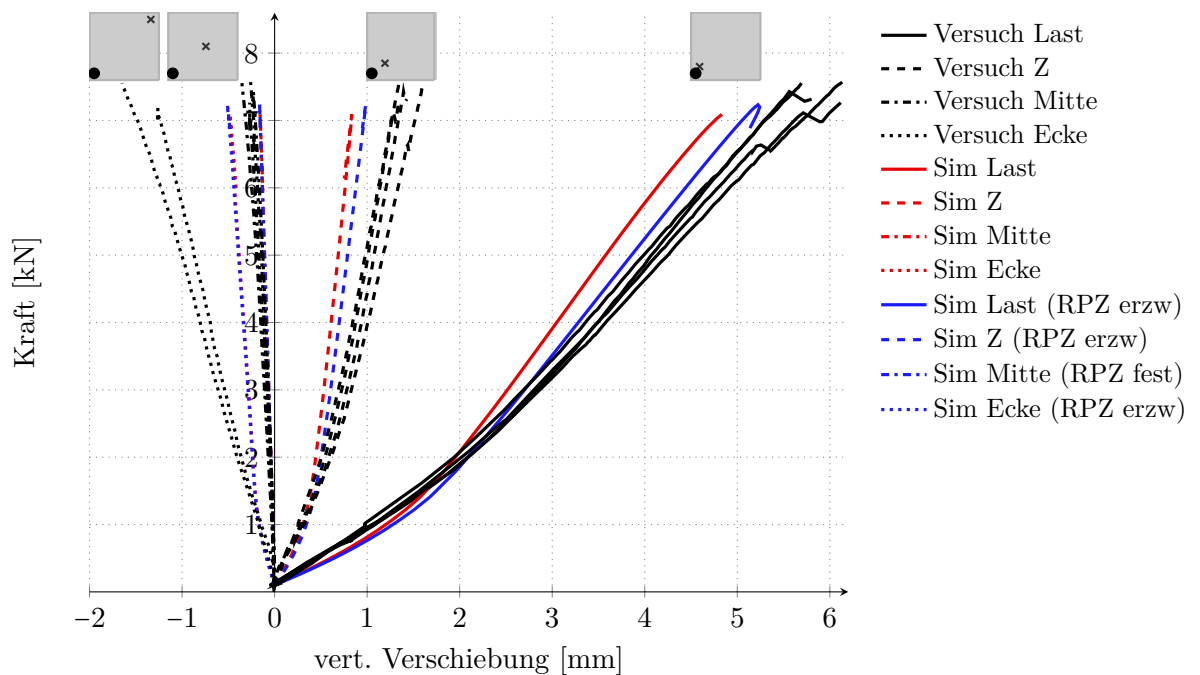 8
7
6
5
4
3
2
1
Kraft [kN]
−2 −1 0 1 2 3 4 5 6
vert. Verschiebung [mm]
Versuch Last
Versuch Z
Versuch Mitte
Versuch Ecke
Sim Last
Sim Z
Sim Mitte
Sim Ecke
Sim Last (RPZ erzw)
Sim Z (RPZ erzw)
Sim Mitte (RPZ fest)
Sim Ecke (RPZ erzw)